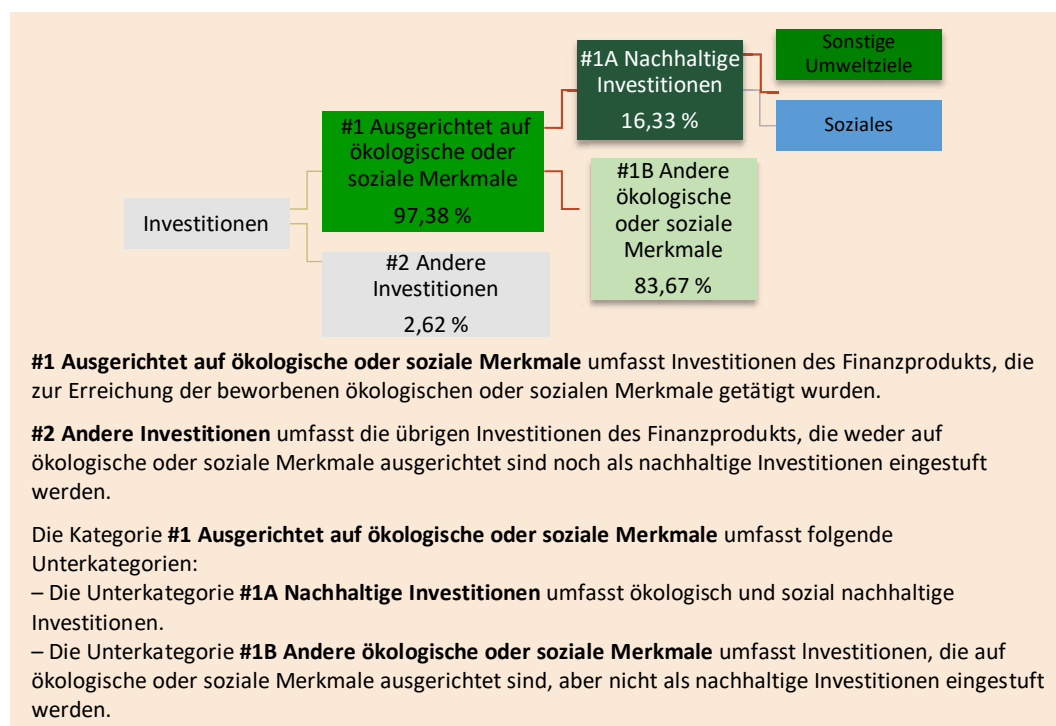 Investitionen
#1 Ausgerichtet auf
ökologische oder
soziale Merkmale
97,38 %
#2 Andere
Investitionen
2,62 %
#1A Nachhaltige
Investitionen
16,33 %
#1B Andere
ökologische
oder soziale
Merkmale
83,67 %
Sonstige
Umweltziele
Soziales
#1 Ausgerichtet auf ökologische oder soziale Merkmale umfasst Investitionen des Finanzprodukts, die
zur Erreichung der beworbenen ökologischen oder sozialen Merkmale getätigt wurden.
#2 Andere Investitionen umfasst die übrigen Investitionen des Finanzprodukts, die weder auf
ökologische oder soziale Merkmale ausgerichtet sind noch als nachhaltige Investitionen eingestuft
werden.
Die Kategorie #1 Ausgerichtet auf ökologische oder soziale Merkmale umfasst folgende
Unterkategorien:
– Die Unterkategorie #1A Nachhaltige Investitionen umfasst ökologisch und sozial nachhaltige
Investitionen.
– Die Unterkategorie #1B Andere ökologische oder soziale Merkmale umfasst Investitionen, die auf
ökologische oder soziale Merkmale ausgerichtet sind, aber nicht als nachhaltige Investitionen eingestuft
werden.